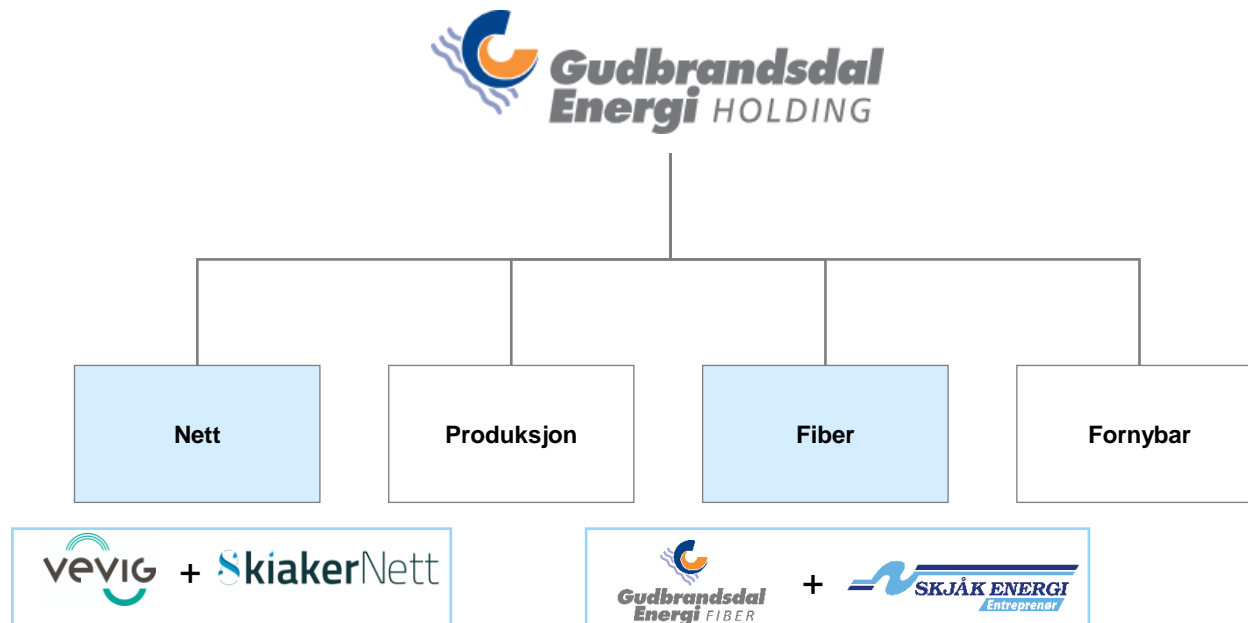 Gudbrandsdal
Energi HOLDING
Nett
Produksjon
Fiber
Fornybar
vevig + SkiakerNett
Gudbrandsdal
Energi FIBER
+
SKJÅK ENERGI
Entreprenør